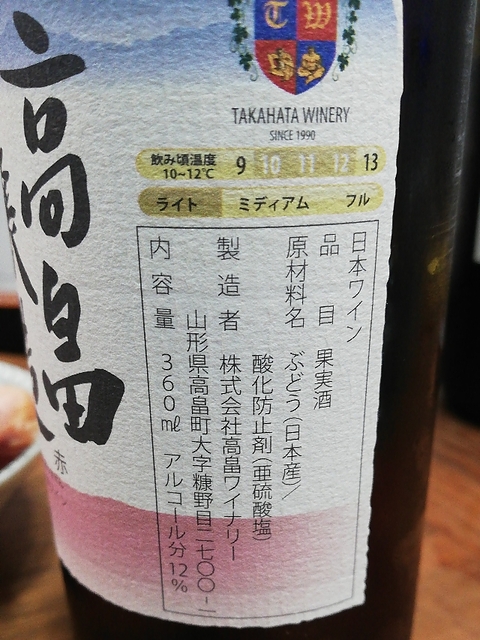 T W
TAKAHATA WINERY
SINCE 1990
飲み頃温度
10~12℃
9 10 11 12 13
ライト ミディアム フル
日本ワイン
品目 果実酒
原材料名 ぶどう(日本産)/
酸化防止剤(亜硫酸塩)
製造者 株式会社高畠ワイナリー
山形県高畠町大字糠野目二七〇〇-一
内容量 360㎖ アルコール分12%
高畠
赤